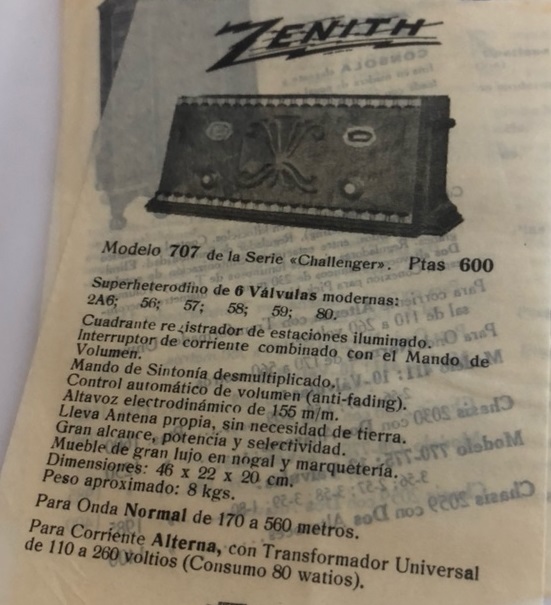 ZENITH
Modelo 707 de la Serie «Challenger». Ptas 600
Superheterodino de 6 Válvulas modernas:
2A6; 56; 57; 58; 59; 80.
Cuadrante registrador de estaciones iluminado.
Interruptor de corriente combinado con el Mando de
Volumen.
Mando de Sintonía desmultiplicado.
Control automático de volumen (anti-fading).
Altavoz electrodinámico de 155 m/m.
Lleva Antena propia, sin necesidad de tierra.
Gran alcance, potencia y selectividad.
Mueble de gran lujo en nogal y marquetería.
Dimensiones: 46 x 22 x 20 cm.
Peso aproximado: 8 kgs.
Para Onda Normal de 170 a 560 metros.
Para Corriente Alterna, con Transformador Universal
de 110 a 260 voltios (Consumo 80 watios).